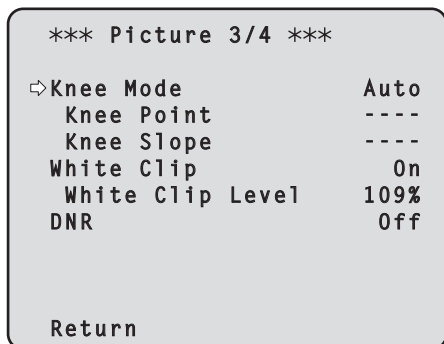 *** Picture 3/4 ***
⇨Knee Mode Auto
Knee Point ----
Knee Slope ----
White Clip On
White Clip Level 109%
DNR Off
Return